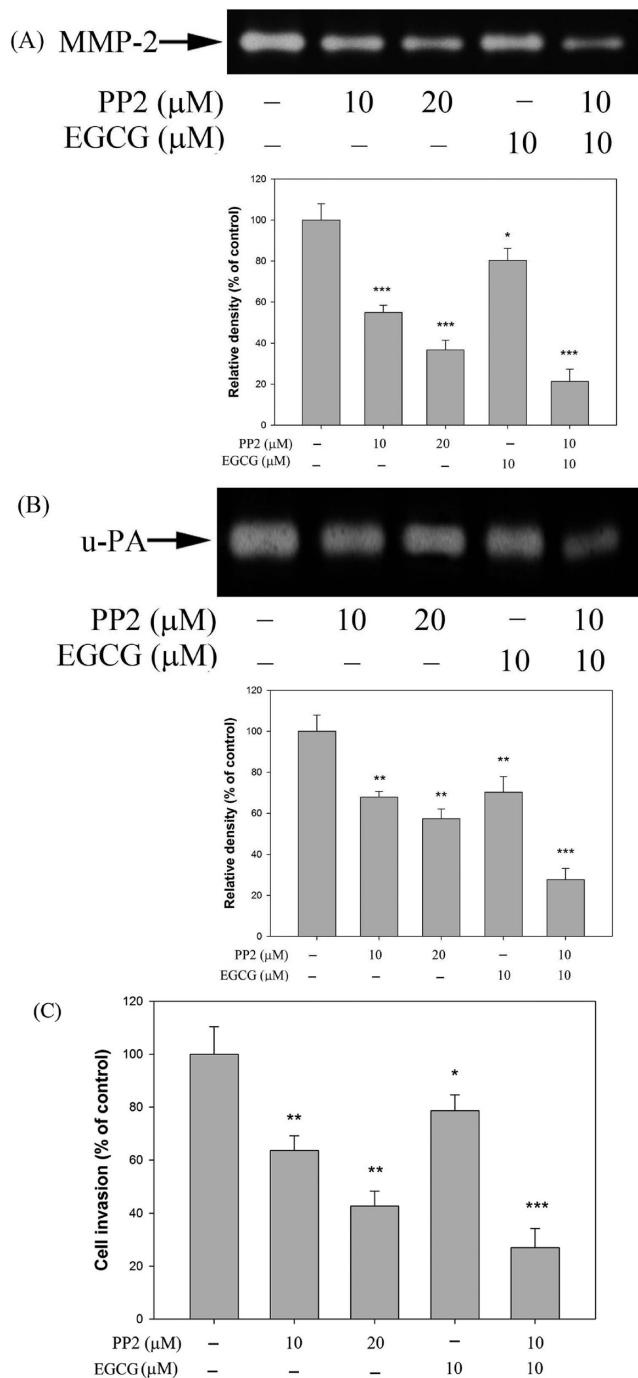 (A) MMP-2
PP2 (μM) – 10 20 – 10
EGCG (μM) – – – 10 10
Relative density (% of control)
120
100
80
60
40
20
0
*** *** * ***
PP2 (μM) – 10 20 – 10
EGCG (μM) – – – 10 10
(B)
u-PA
PP2 (μM) – 10 20 – 10
EGCG (μM) – – – 10 10
Relative density (% of control)
120
100
80
60
40
20
0
** ** ** ***
PP2 (μM) – 10 20 – 10
EGCG (μM) – – – 10 10
(C)
Cell invasion (% of control)
120
100
80
60
40
20
0
** ** * ***
PP2 (μM) – 10 20 – 10
EGCG (μM) – – – 10 10